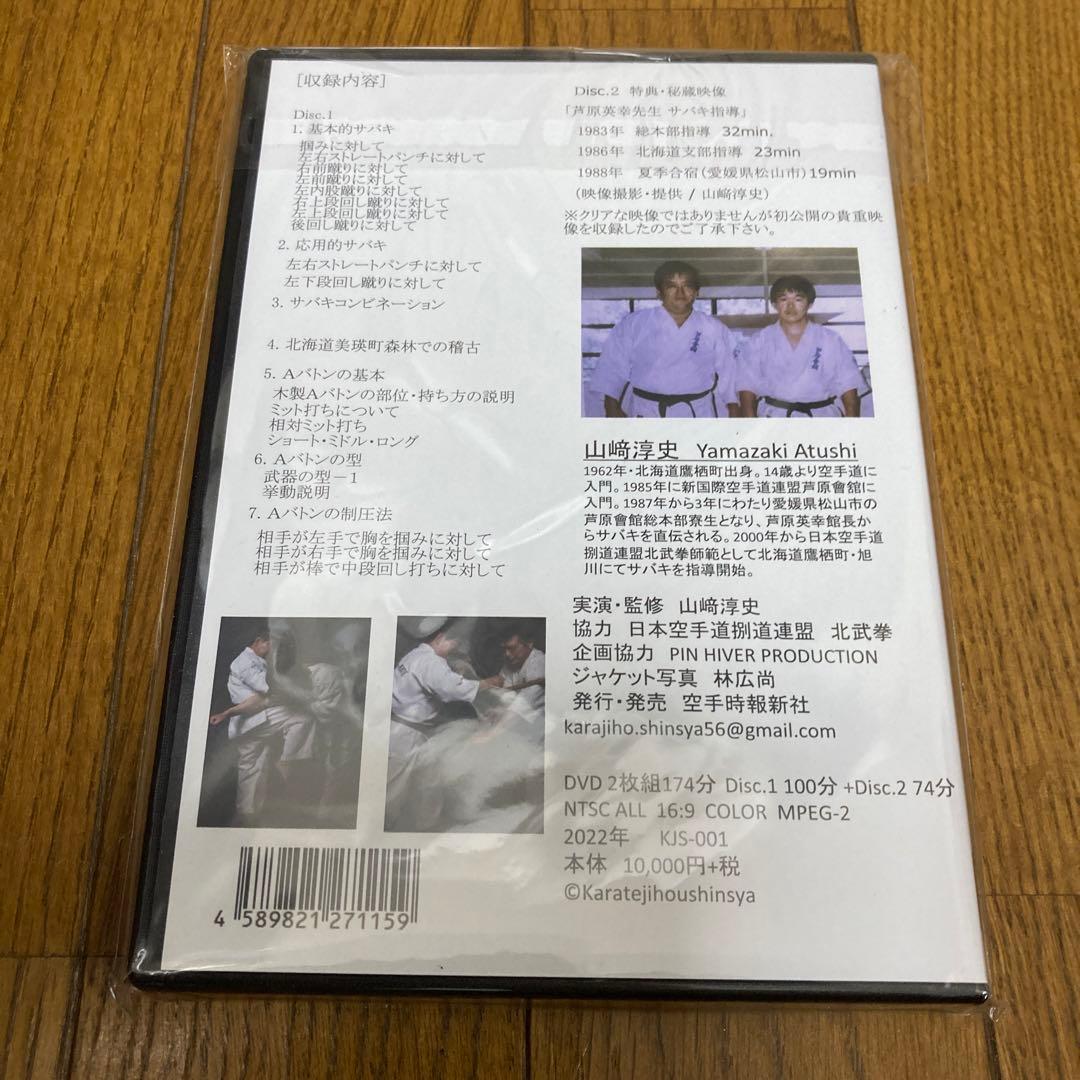 [収録内容]
Disc.1
1. 基本的サバキ
掴みに対して
左右ストレートパンチに対して
右前蹴りに対して
左前蹴りに対して
左内股蹴りに対して
右上段回し蹴りに対して
左上段回し蹴りに対して
後回し蹴りに対して
2. 応用的サバキ
左右ストレートパンチに対して
左下段回し蹴りに対して
3. サバキコンビネーション
4. 北海道美瑛町森林での稽古
5. Aバトンの基本
木製Aバトンの部位・持ち方の説明
ミット打ちについて
相対ミット打ち
ショート・ミドル・ロング
6. Aバトンの型
武器の型－1
挙動説明
7. Aバトンの制圧法
相手が左手で胸を掴みに対して
相手が右手で胸を掴みに対して
相手が棒で中段回し打ちに対して
4 589821 271159
Disc.2 特典・秘蔵映像
「芦原英幸先生 サバキ指導」
1983年 総本部指導 32min.
1986年 北海道支部指導 23min
1988年 夏季合宿(愛媛県松山市)19min
(映像撮影・提供 / 山﨑淳史)
※クリアな映像ではありませんが初公開の貴重映
像を収録したのでご了承下さい。
山﨑淳史 Yamazaki Atushi
1962年・北海道鷹栖町出身。14歳より空手道に
入門。1985年に新国際空手道連盟芦原會館に
入門。1987年から3年にわたり愛媛県松山市の
芦原會館総本部寮生となり、芦原英幸館長か
らサバキを直伝される。2000年から日本空手道
捌道連盟北武拳師範として北海道鷹栖町・旭
川にてサバキを指導開始。
実演・監修 山﨑淳史
協力 日本空手道捌道連盟 北武拳
企画協力 PIN HIVER PRODUCTION
ジャケット写真 林広尚
発行・発売 空手時報新社
karajiho.shinsya56@gmail.com
DVD 2枚組174分 Disc.1 100分 +Disc.2 74分
NTSC ALL 16:9 COLOR MPEG-2
2022年 KJS-001
本体 10,000円+税
©Karatejihoushinsya